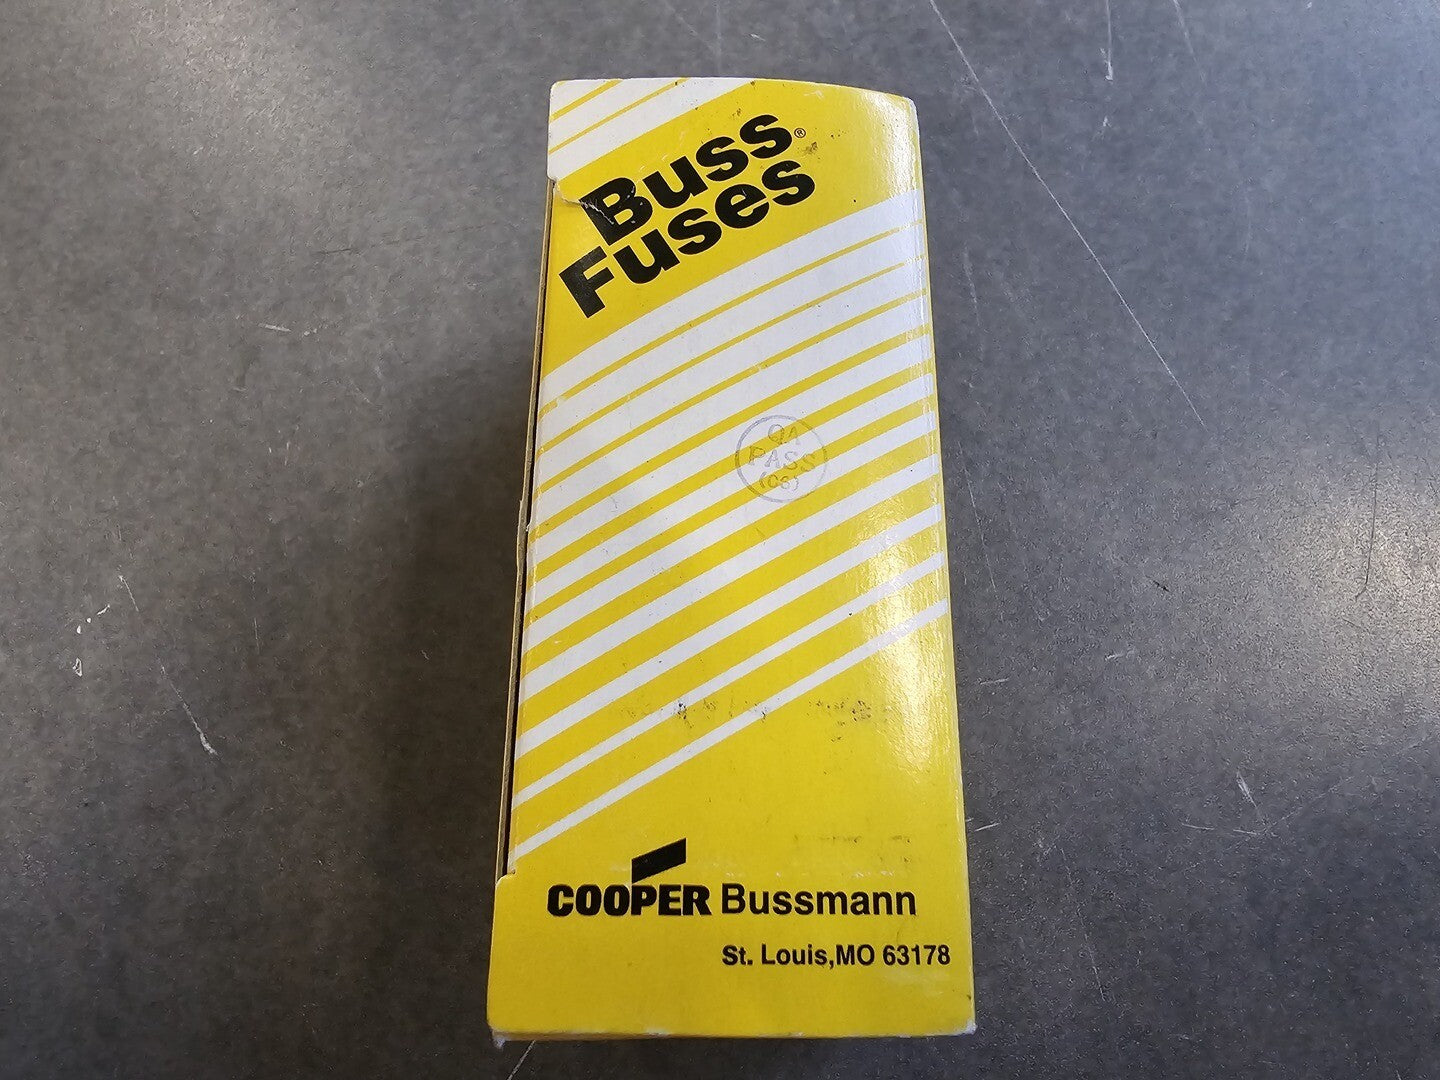 Buss®
Fuses
QA
PASS
COOPER Bussmann
St. Louis,MO 63178